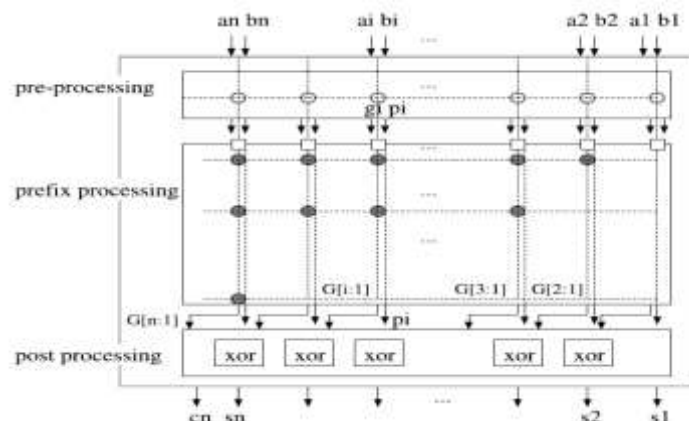 an bn ai bi ... a2 b2 a1 b1
pre-processing
gi pi
...
prefix processing
...
...
G[i:1] G[3:1] G[2:1]
G[n:1] pi
post processing xor xor xor xor xor
...
cn sn s2 s1